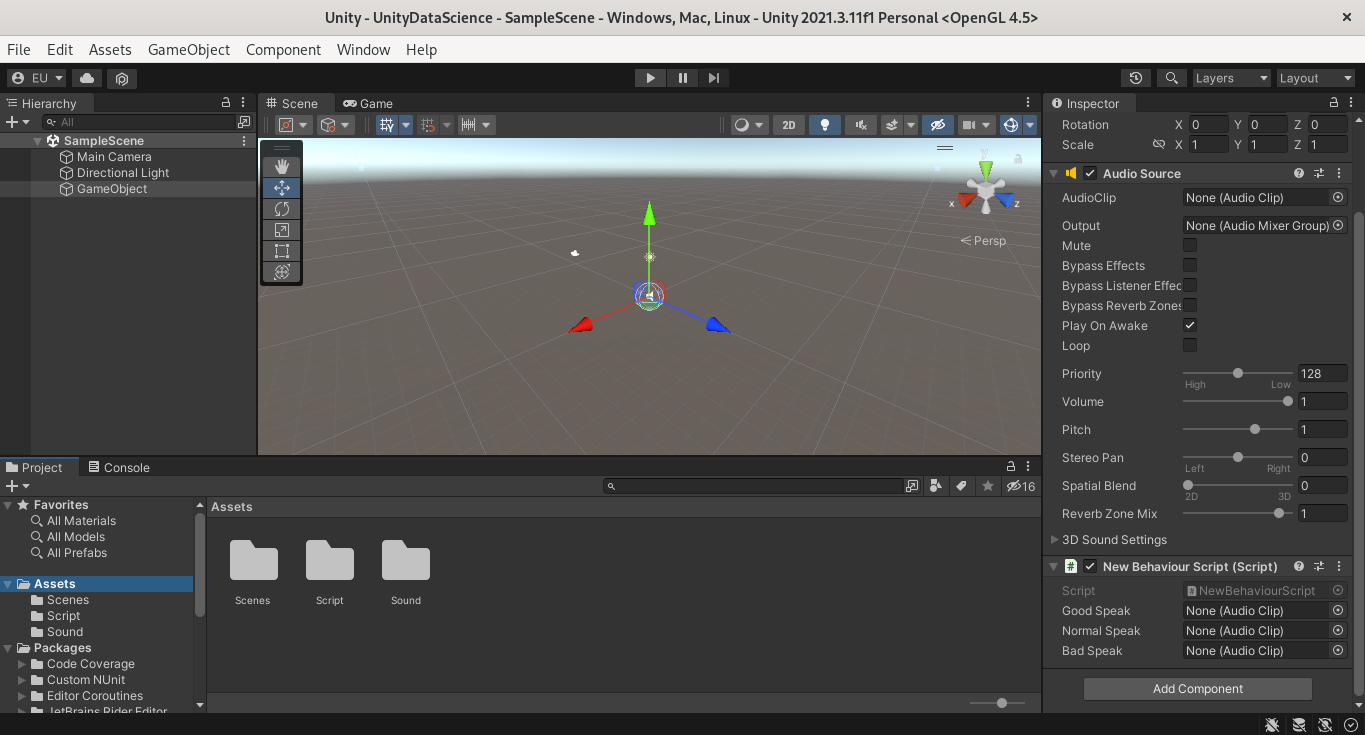 Unity - UnityDataScience - SampleScene - Windows, Mac, Linux - Unity 2021.3.11f1 Personal <OpenGL 4.5>
File Edit Assets GameObject Component Window Help
EU
Layers
Layout
Hierarchy
All
SampleScene
Main Camera
Directional Light
GameObject
Scene
Game
2D
y
x
z
Persp
Inspector
Rotation X 0 Y 0 Z 0
Scale X 1 Y 1 Z 1
Audio Source
AudioClip None (Audio Clip)
Output None (Audio Mixer Group)
Mute
Bypass Effects
Bypass Listener Effec
Bypass Reverb Zones
Play On Awake
Loop
Priority 128
High Low
Volume 1
Pitch 1
Stereo Pan 0
Left Right
Spatial Blend 0
2D 3D
Reverb Zone Mix 1
3D Sound Settings
# New Behaviour Script (Script)
Script NewBehaviourScript
Good Speak None (Audio Clip)
Normal Speak None (Audio Clip)
Bad Speak None (Audio Clip)
Add Component
Project
Console
16
Favorites
All Materials
All Models
All Prefabs
Assets
Scenes
Script
Sound
Packages
Code Coverage
Custom NUnit
Editor Coroutines
JetBrains Rider Editor
Assets
Scenes Script Sound